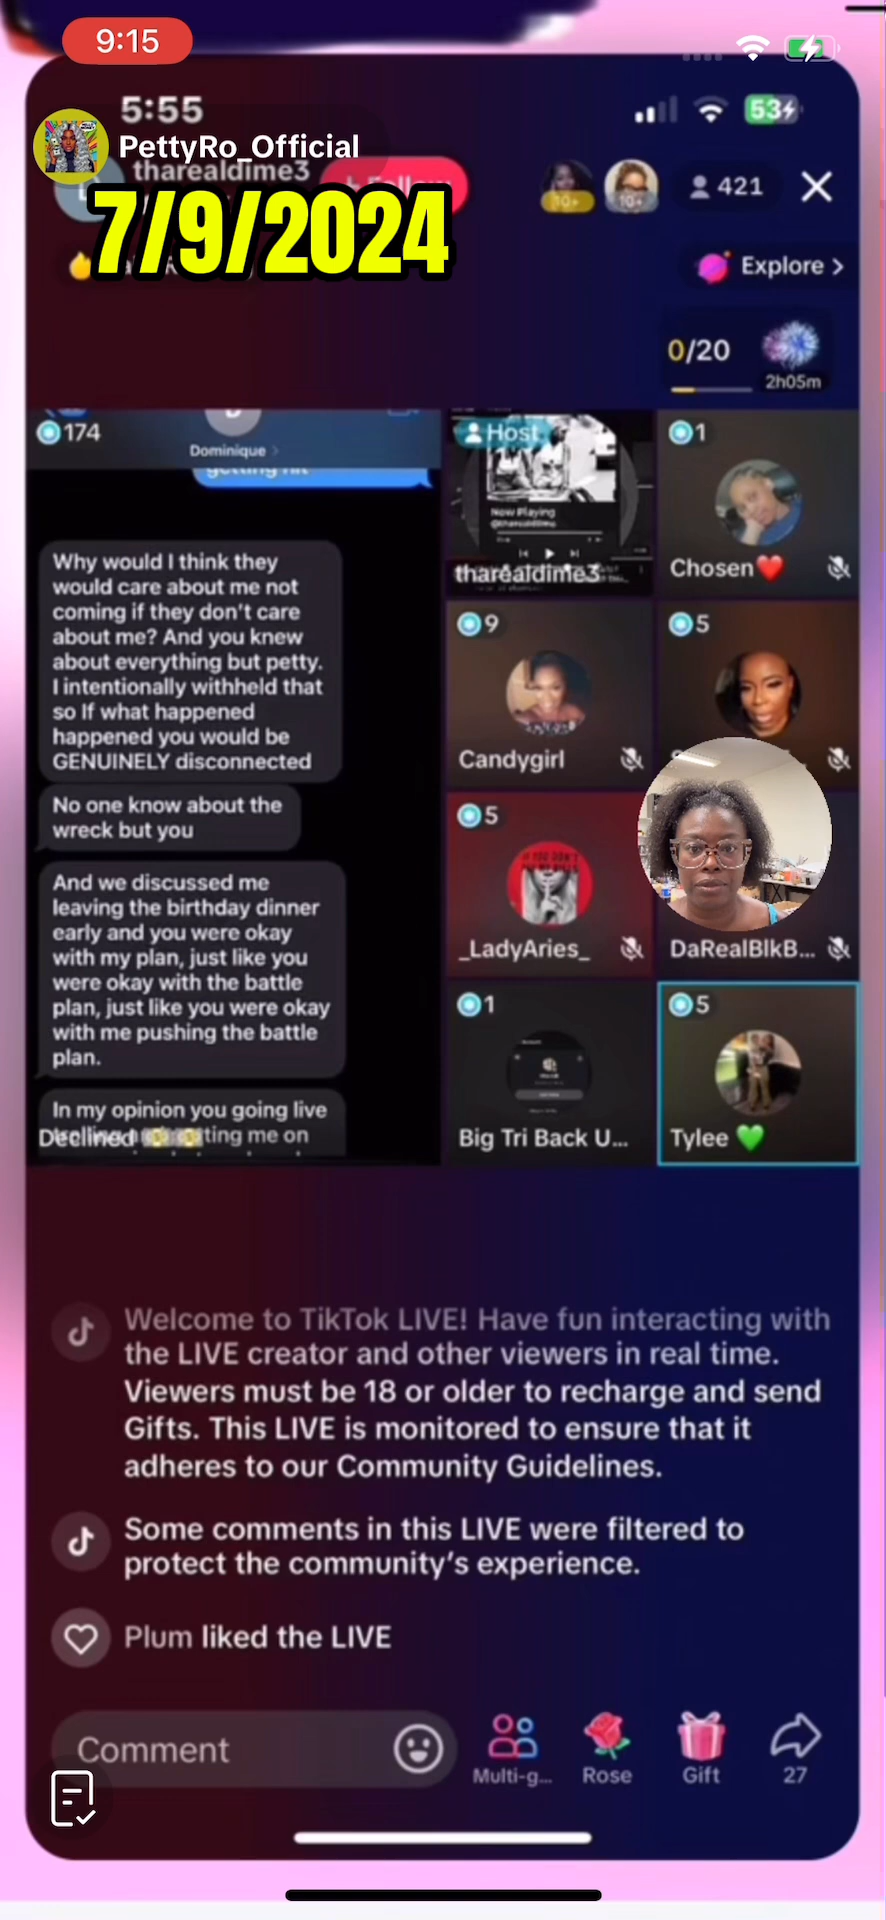 9:15
5:55
53
PettyRo_Official
tharealdime3
Follow
421
7/9/2024
Explore >
0/20
2h05m
174
Dominique >
getting hit
Why would I think they
would care about me not
coming if they don't care
about me? And you knew
about everything but petty.
I intentionally withheld that
so If what happened
happened you would be
GENUINELY disconnected
No one know about the
wreck but you
And we discussed me
leaving the birthday dinner
early and you were okay
with my plan, just like you
were okay with the battle
plan, just like you were okay
with me pushing the battle
plan.
In my opinion you going live
ting me on
Declined
Host
Now Playing
tharealdime3
1
Chosen❤️
9
Candygirl
5
5
_LadyAries_
DaRealBlkB...
1
Big Tri Back U...
5
Tylee 💚
Welcome to TikTok LIVE! Have fun interacting with
the LIVE creator and other viewers in real time.
Viewers must be 18 or older to recharge and send
Gifts. This LIVE is monitored to ensure that it
adheres to our Community Guidelines.
Some comments in this LIVE were filtered to
protect the community's experience.
Plum liked the LIVE
Comment
Multi-g...
Rose
Gift
27